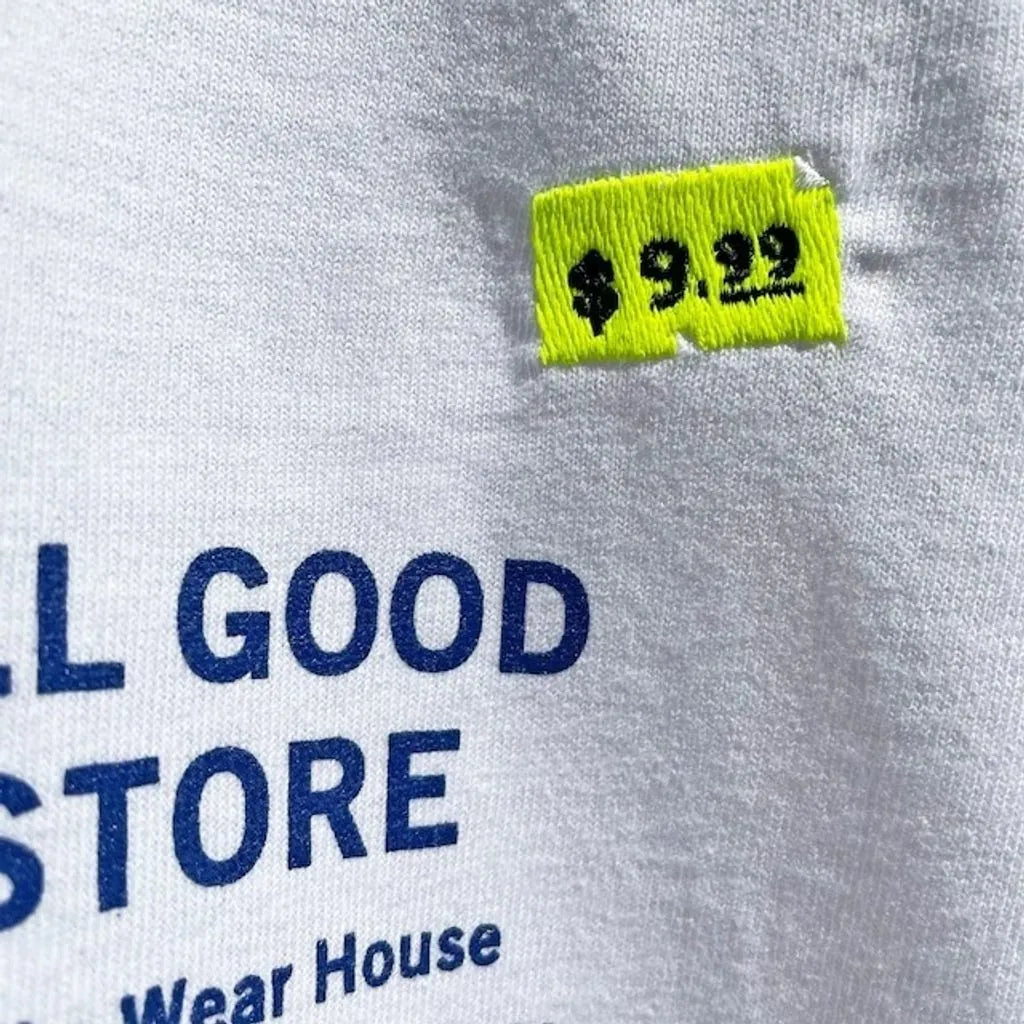 $9.99
LL GOOD
STORE
Wear House